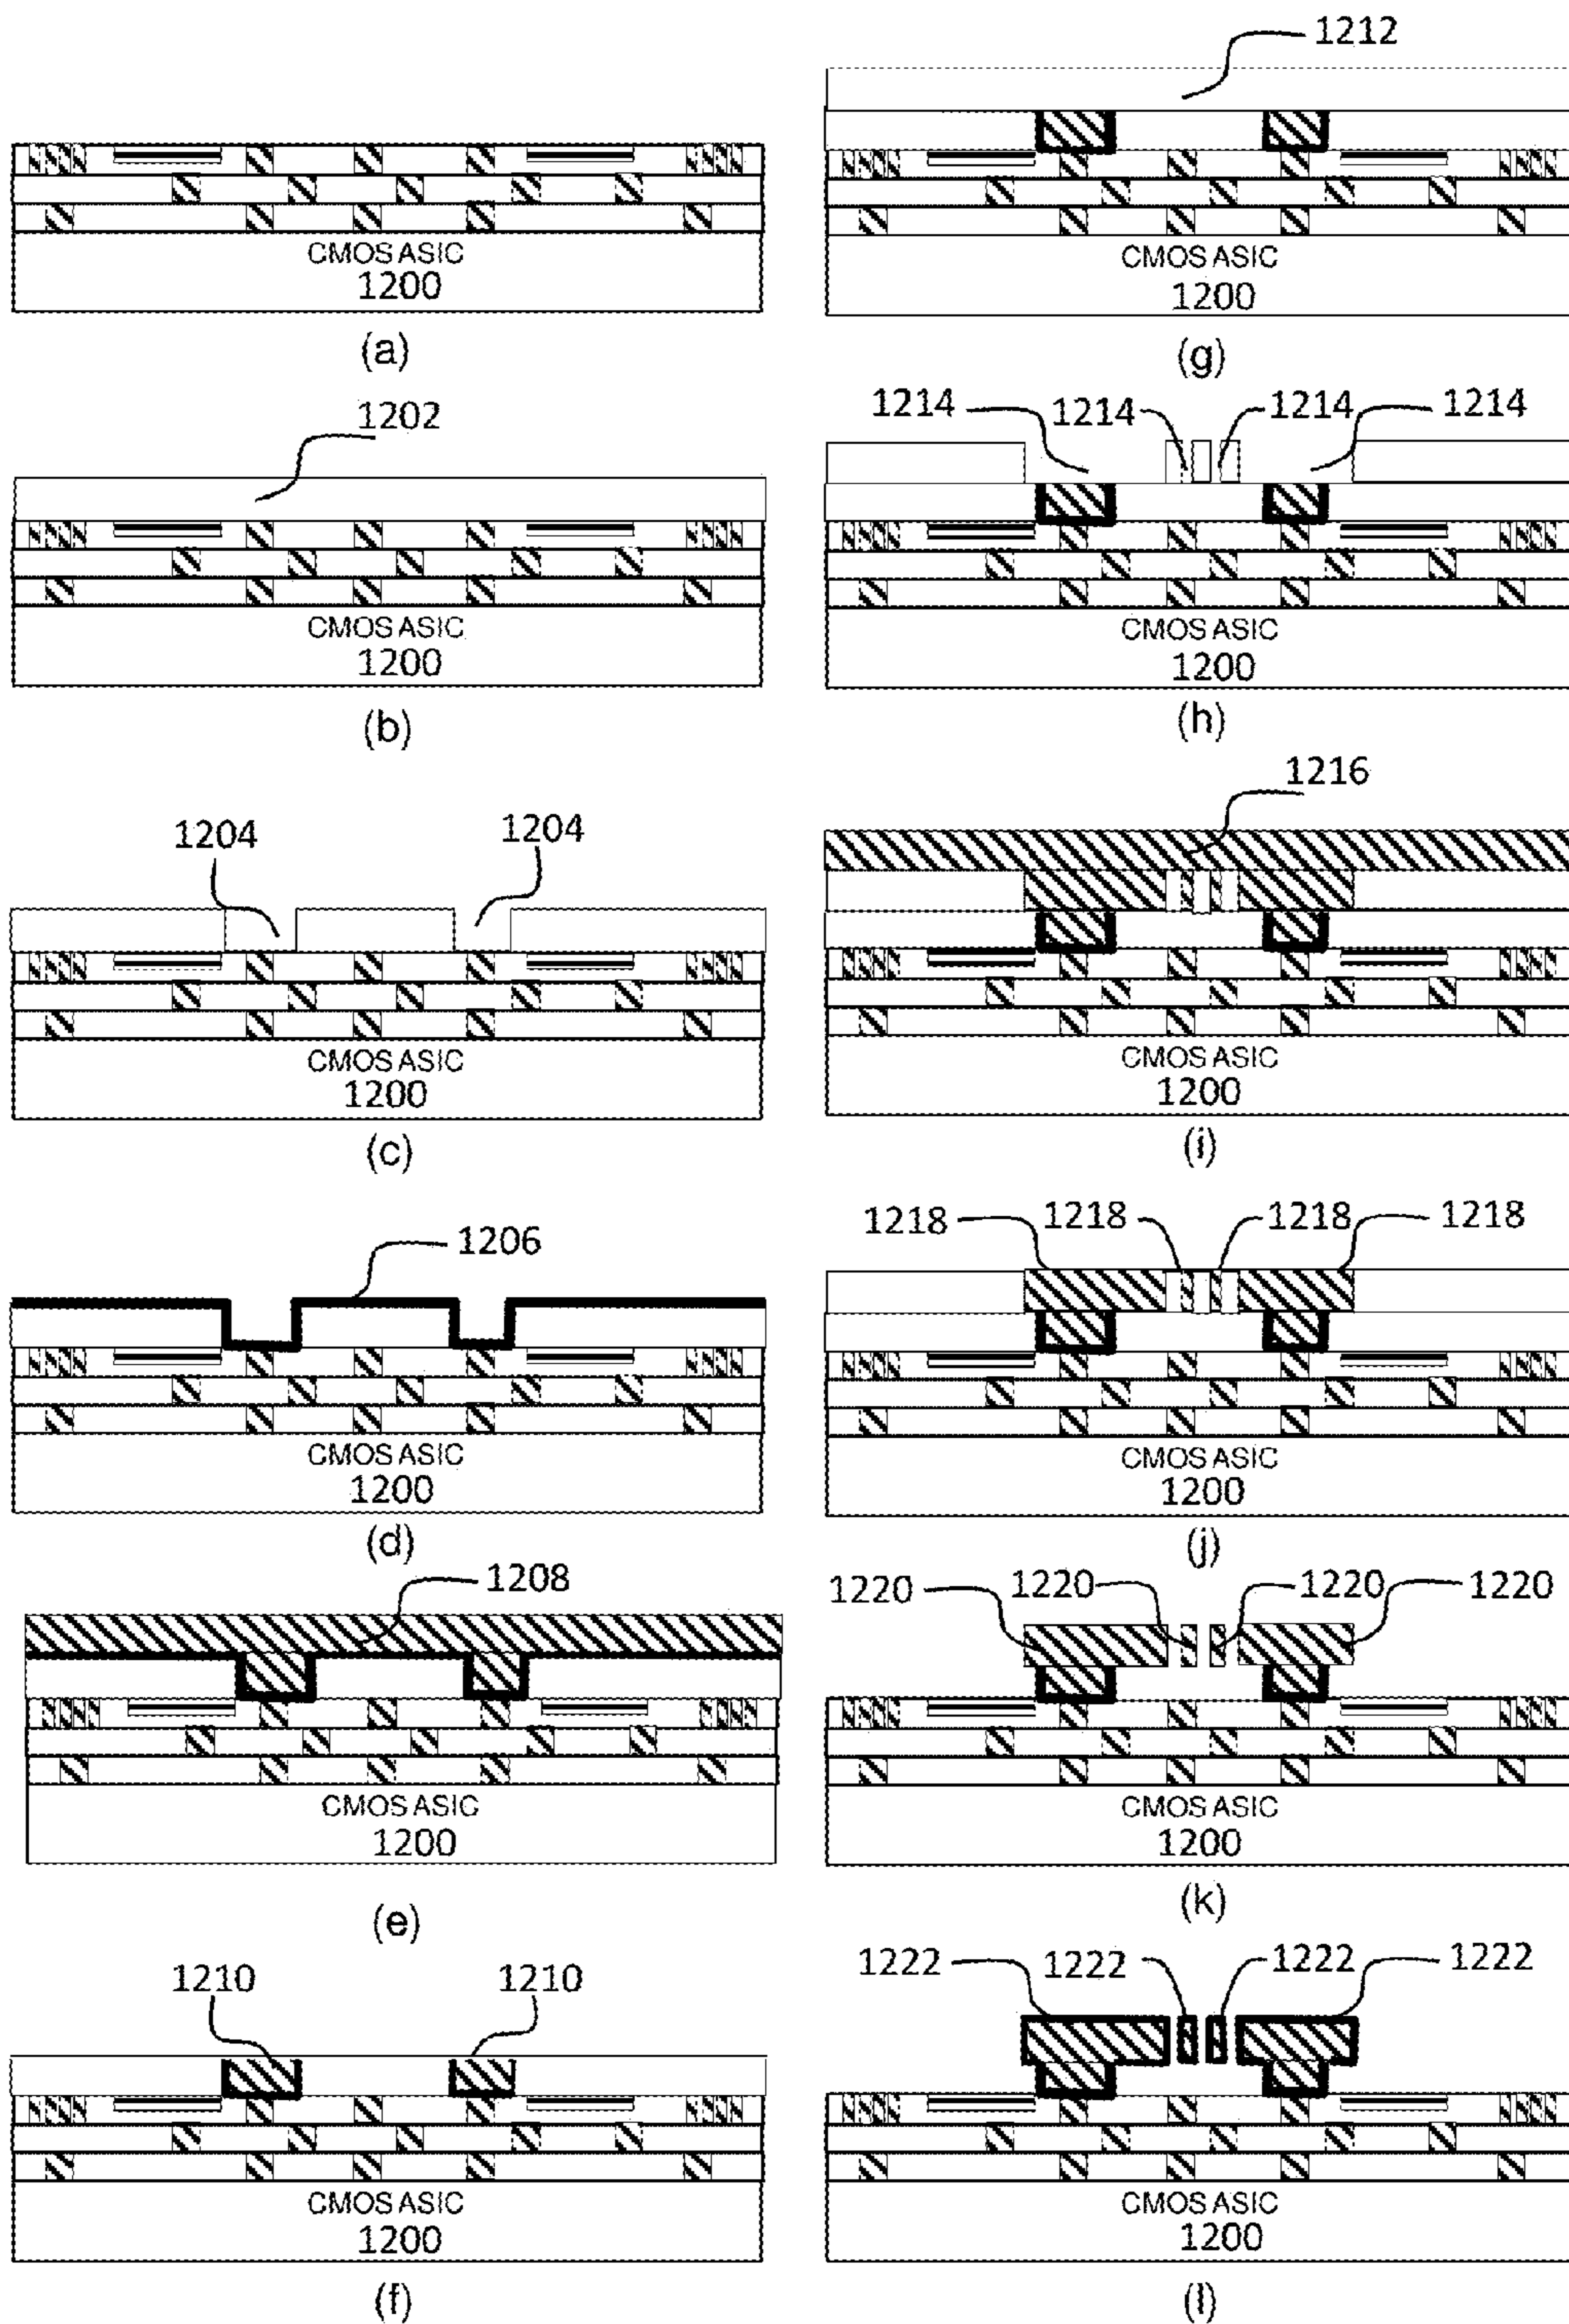 CMOS ASIC
1200
(a)
1202
CMOS ASIC
1200
(b)
1204 1204
CMOS ASIC
1200
(c)
1206
CMOS ASIC
1200
(d)
1208
CMOS ASIC
1200
(e)
1210 1210
CMOS ASIC
1200
(f)
1212
CMOS ASIC
1200
(g)
1214 1214 1214 1214
CMOS ASIC
1200
(h)
1216
CMOS ASIC
1200
(i)
1218 1218 1218 1218
CMOS ASIC
1200
(j)
1220 1220 1220 1220
CMOS ASIC
1200
(k)
1222 1222 1222 1222
CMOS ASIC
1200
(l)